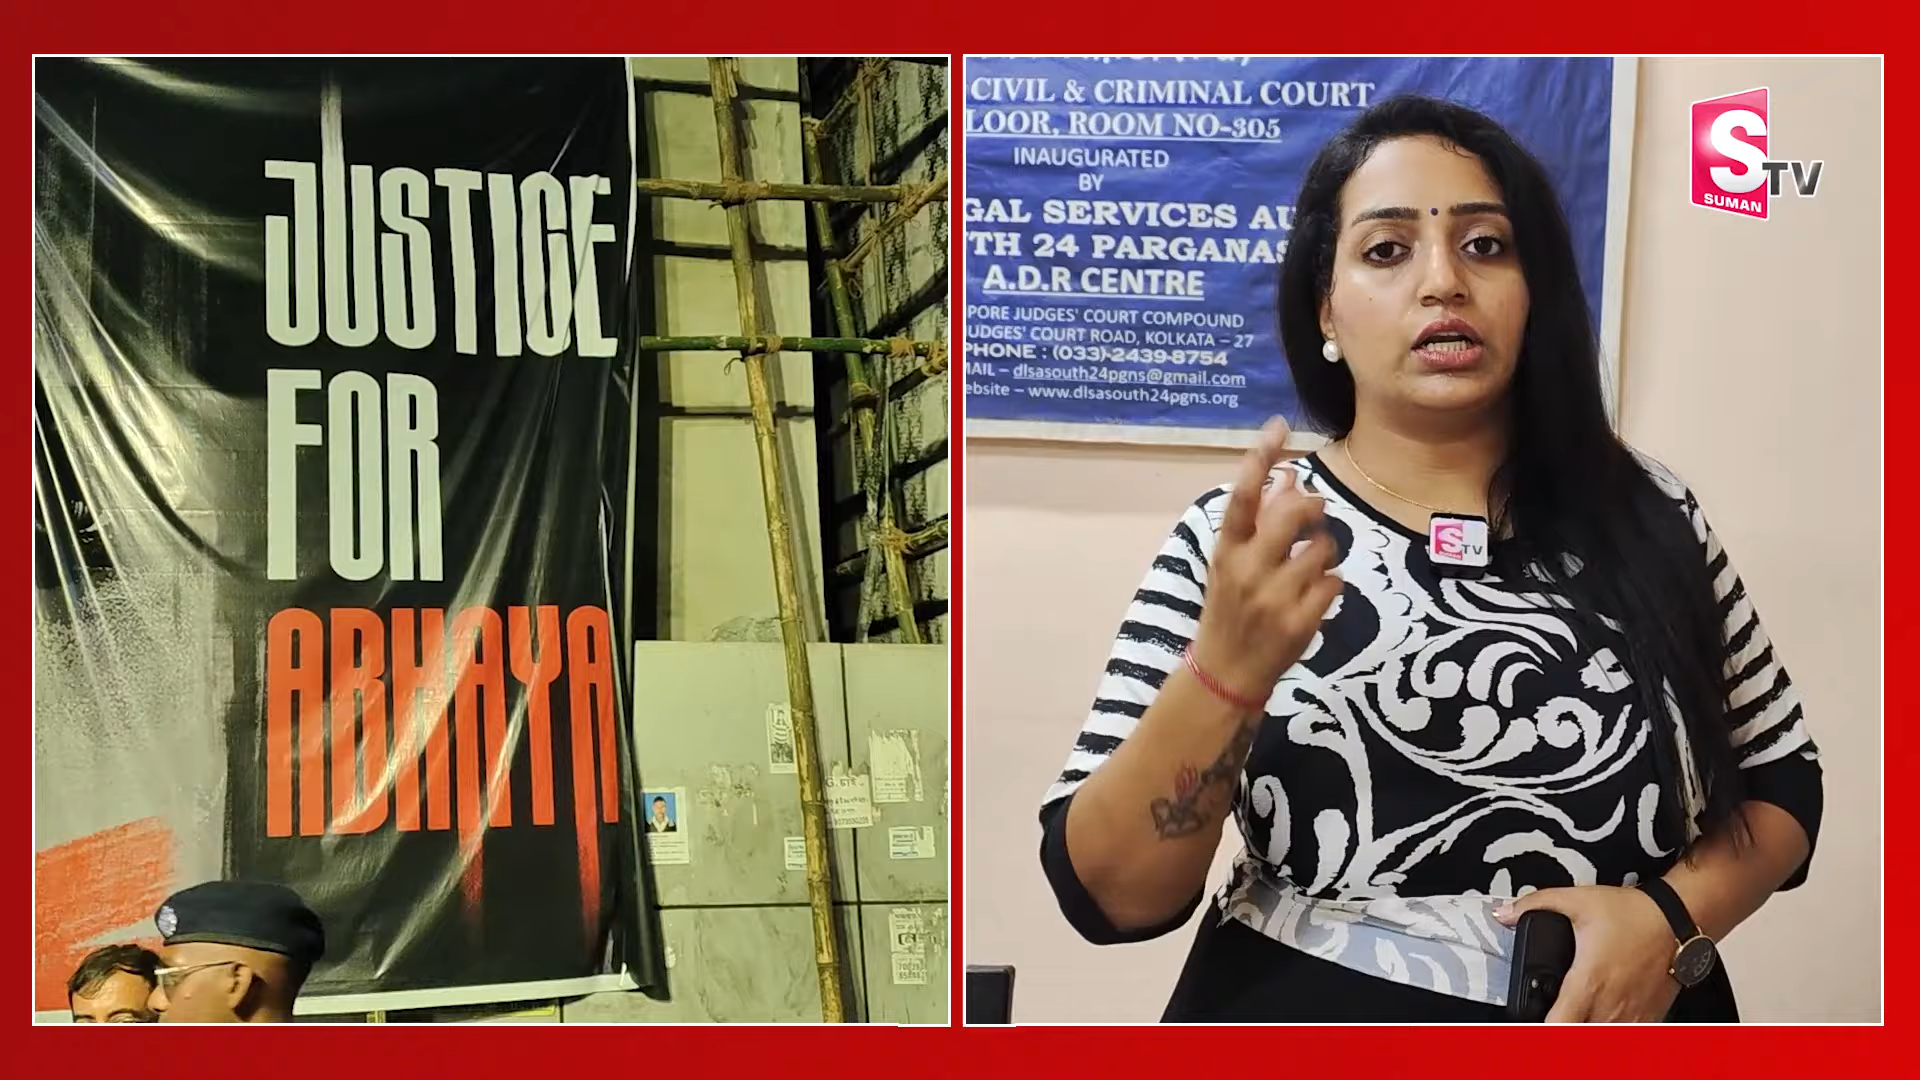 JUSTICE
FOR
ABHAYA
CIVIL & CRIMINAL COURT
LOOR, ROOM NO-305
INAUGURATED
BY
GAL SERVICES AU
TH 24 PARGANAS
A.D.R CENTRE
PORE JUDGES' COURT COMPOUND
UDGES' COURT ROAD, KOLKATA – 27
PHONE : (033)-2439-8754
MAIL – dlsasouth24pgns@gmail.com
ebsite – www.dlsasouth24pgns.org
S TV
SUMAN
S TV
SUMAN